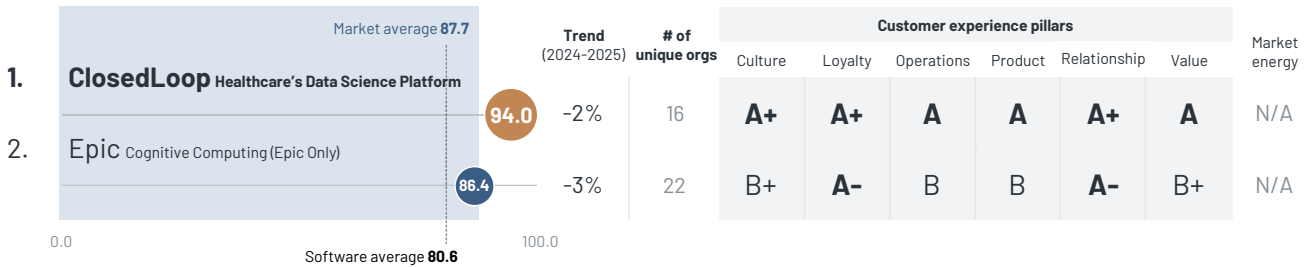 Market average 87.7
Trend
(2024-2025)
# of
unique orgs
Customer experience pillars
Culture Loyalty Operations Product Relationship Value
Market
energy
1. ClosedLoop Healthcare's Data Science Platform
94.0 -2% 16 A+ A+ A A A+ A N/A
2. Epic Cognitive Computing (Epic Only)
86.4 -3% 22 B+ A- B B A- B+ N/A
0.0 100.0
Software average 80.6